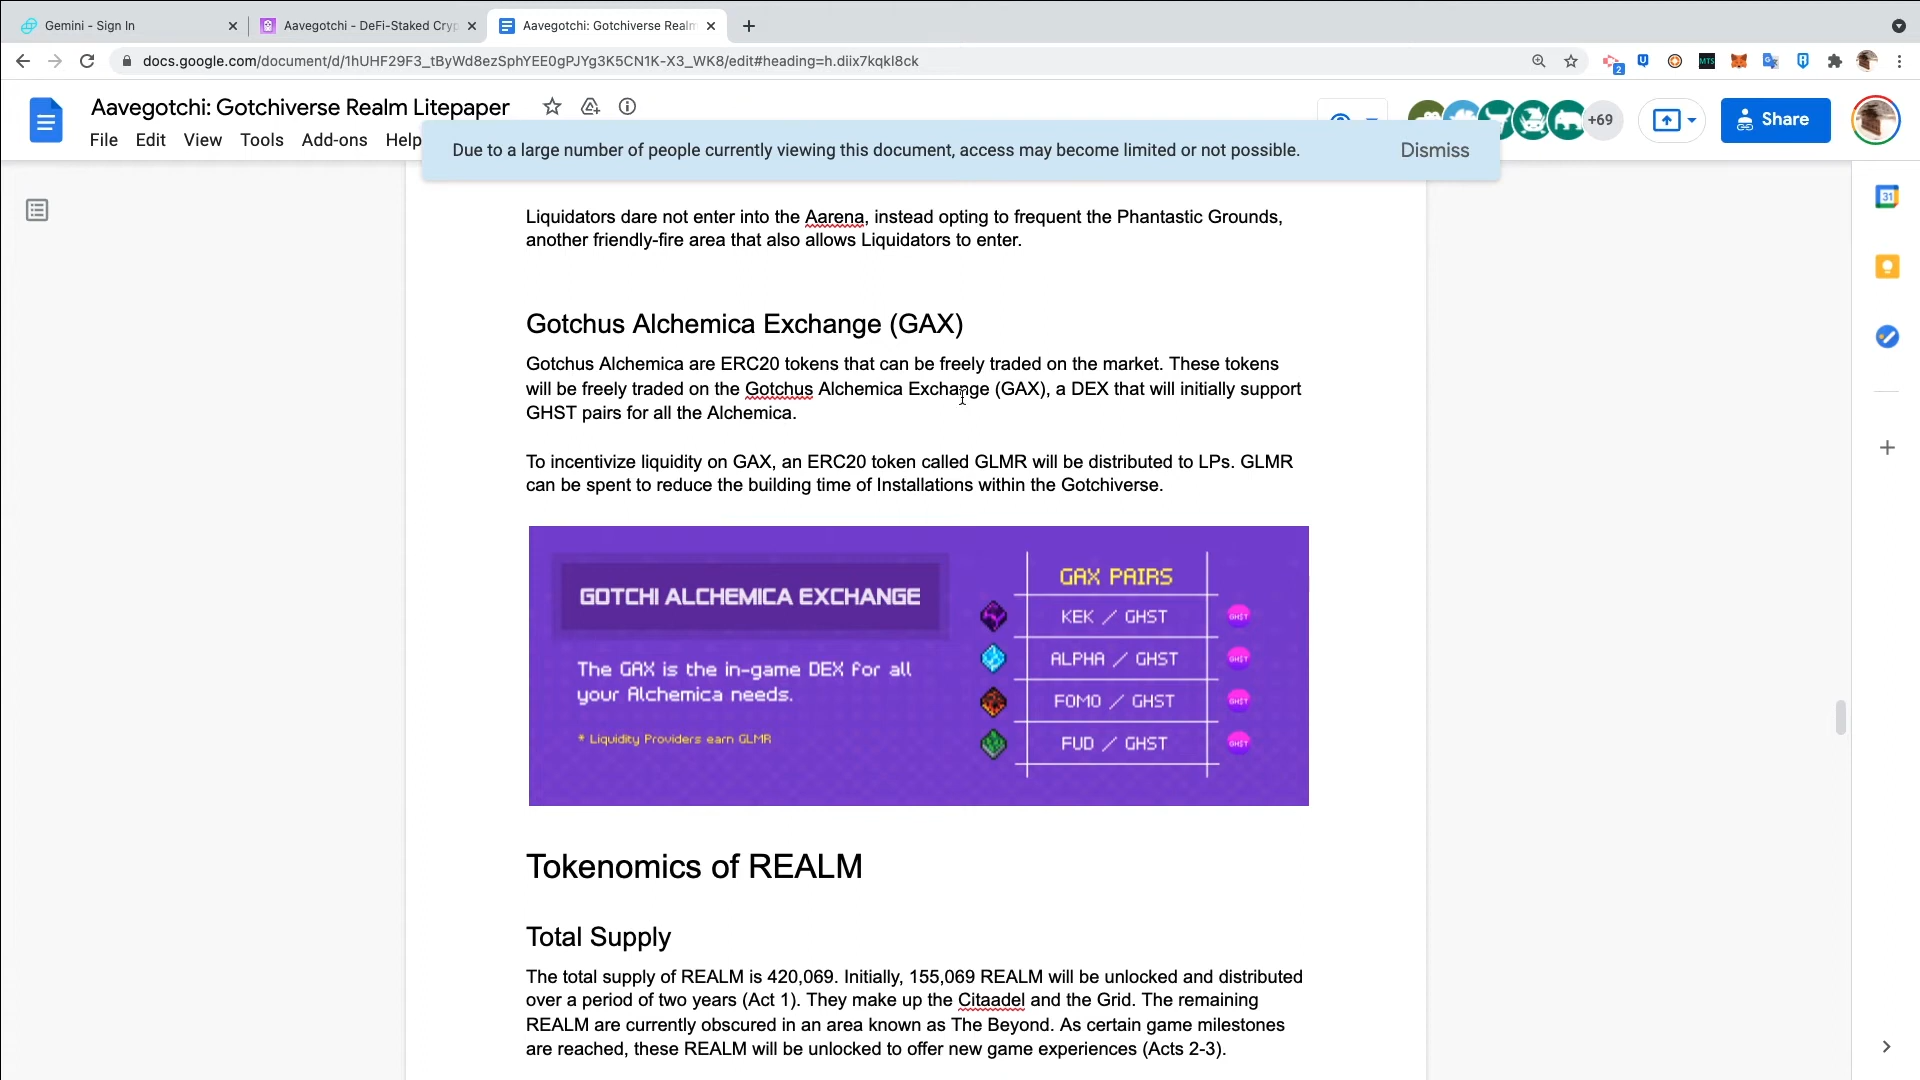 Gemini - Sign In
Aavegotchi - DeFi-Staked Cryp
Aavegotchi: Gotchiverse Realm
docs.google.com/document/d/1hUHF29F3_tByWd8ezSphYEE0gPJYg3K5CN1K-X3_WK8/edit#heading=h.diix7kqkl8ck
2
MTS
Aavegotchi: Gotchiverse Realm Litepaper
File Edit View Tools Add-ons Help
+69
Share
Due to a large number of people currently viewing this document, access may become limited or not possible. Dismiss
31
Liquidators dare not enter into the Aarena, instead opting to frequent the Phantastic Grounds,
another friendly-fire area that also allows Liquidators to enter.
Gotchus Alchemica Exchange (GAX)
Gotchus Alchemica are ERC20 tokens that can be freely traded on the market. These tokens
will be freely traded on the Gotchus Alchemica Exchange (GAX), a DEX that will initially support
GHST pairs for all the Alchemica.
To incentivize liquidity on GAX, an ERC20 token called GLMR will be distributed to LPs. GLMR
can be spent to reduce the building time of Installations within the Gotchiverse.
GOTCHI ALCHEMICA EXCHANGE
The GAX is the in-game DEX for all
your Alchemica needs.
* Liquidity Providers earn GLMR
GAX PAIRS
KEK / GHST GHST
ALPHA / GHST GHST
FOMO / GHST GHST
FUD / GHST GHST
Tokenomics of REALM
Total Supply
The total supply of REALM is 420,069. Initially, 155,069 REALM will be unlocked and distributed
over a period of two years (Act 1). They make up the Citaadel and the Grid. The remaining
REALM are currently obscured in an area known as The Beyond. As certain game milestones
are reached, these REALM will be unlocked to offer new game experiences (Acts 2-3).